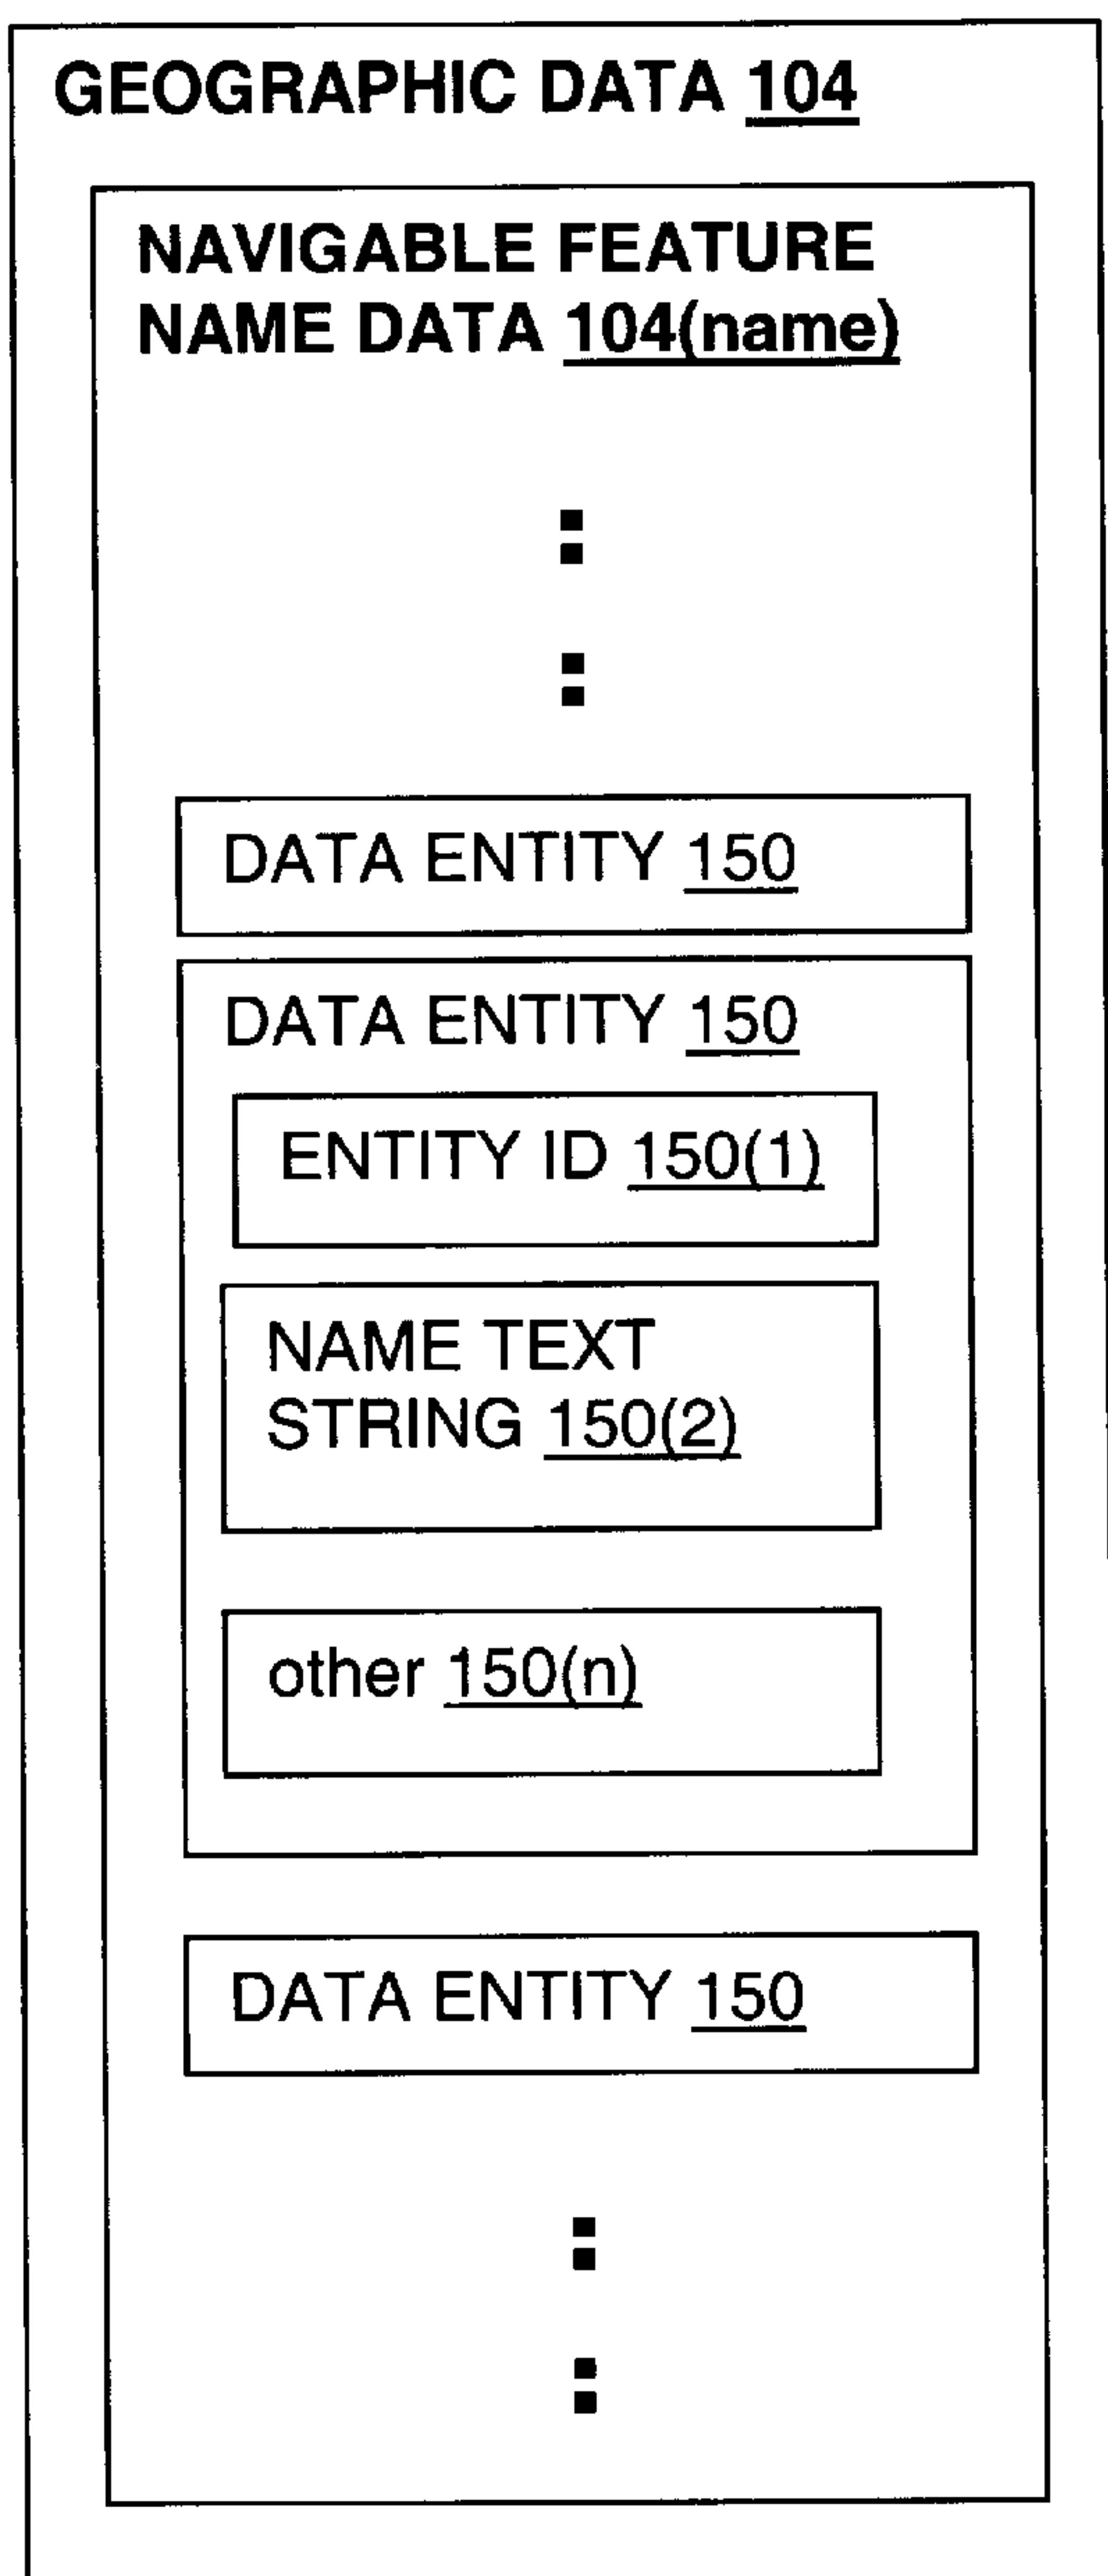 GEOGRAPHIC DATA 104
NAVIGABLE FEATURE
NAME DATA 104(name)
DATA ENTITY 150
DATA ENTITY 150
ENTITY ID 150(1)
NAME TEXT
STRING 150(2)
other 150(n)
DATA ENTITY 150